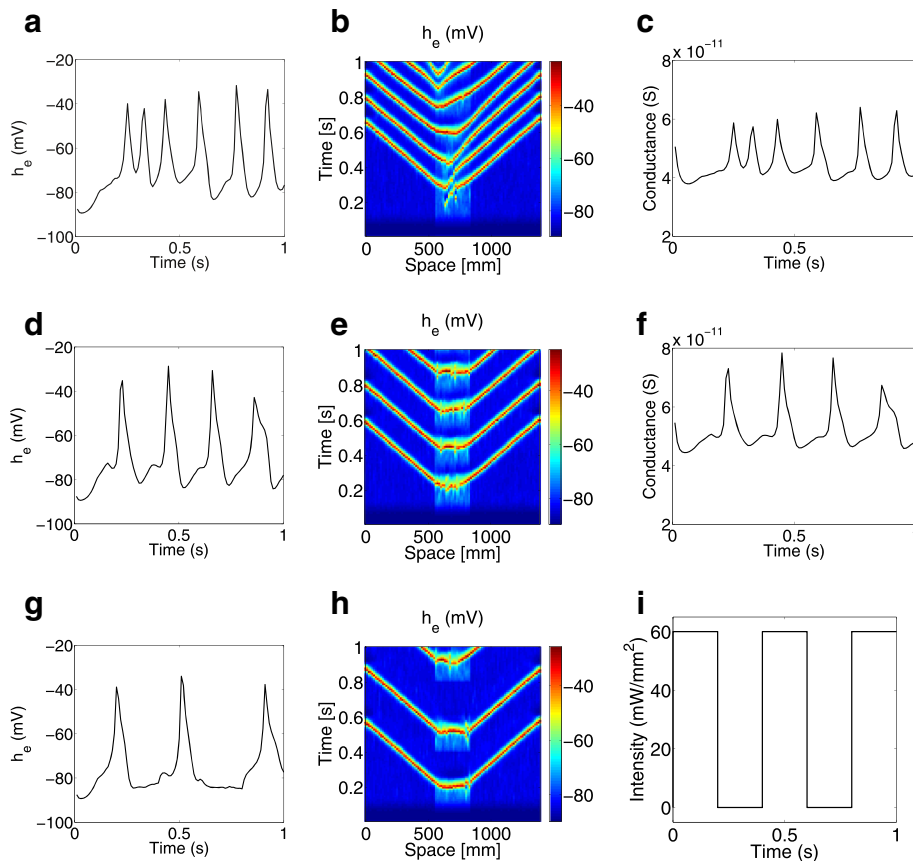 a
h_e (mV)
−20
−40
−60
−80
−100
0
0.5
1
Time (s)
b
h_e (mV)
Time [s]
1
0.8
0.6
0.4
0.2
0
500
1000
Space [mm]
−40
−60
−80
c
x 10^−11
Conductance (S)
8
6
4
2
0
0.5
Time (s)
d
h_e (mV)
−20
−40
−60
−80
−100
0
0.5
1
Time (s)
e
h_e (mV)
Time [s]
1
0.8
0.6
0.4
0.2
0
500
1000
Space [mm]
−40
−60
−80
f
x 10^−11
Conductance (S)
8
6
4
2
0
0.5
Time (s)
g
h_e (mV)
−20
−40
−60
−80
−100
0
0.5
1
Time (s)
h
h_e (mV)
Time [s]
1
0.8
0.6
0.4
0.2
0
500
1000
Space [mm]
−40
−60
−80
i
Intensity (mW/mm²)
60
40
20
0
0
0.5
1
Time (s)